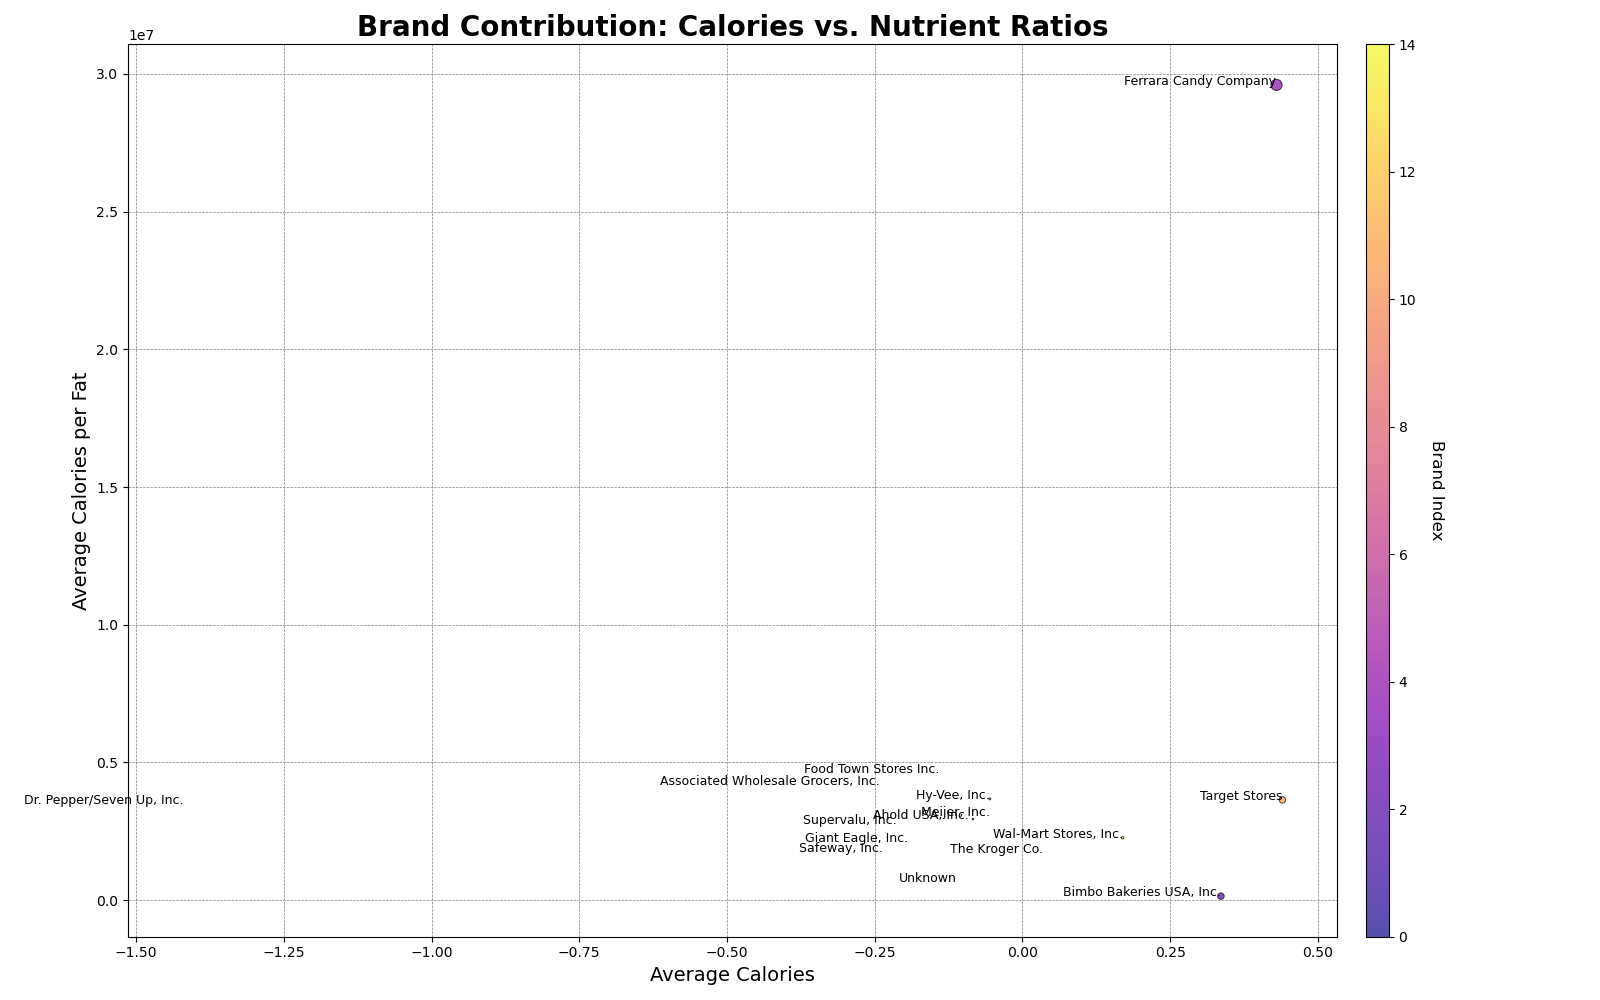 Brand Contribution: Calories vs. Nutrient Ratios
1e7
3.0
2.5
2.0
1.5
1.0
0.5
0.0
Average Calories per Fat
Ferrara Candy Company
Food Town Stores Inc.
Associated Wholesale Grocers, Inc.
Dr. Pepper/Seven Up, Inc.
Hy-Vee, Inc.
Target Stores
Meijer, Inc.
Ahold USA, Inc.
Supervalu, Inc.
Wal-Mart Stores, Inc.
Giant Eagle, Inc.
Safeway, Inc.
The Kroger Co.
Unknown
Bimbo Bakeries USA, Inc.
−1.50 −1.25 −1.00 −0.75 −0.50 −0.25 0.00 0.25 0.50
Average Calories
14
12
10
8
6
4
2
0
Brand Index